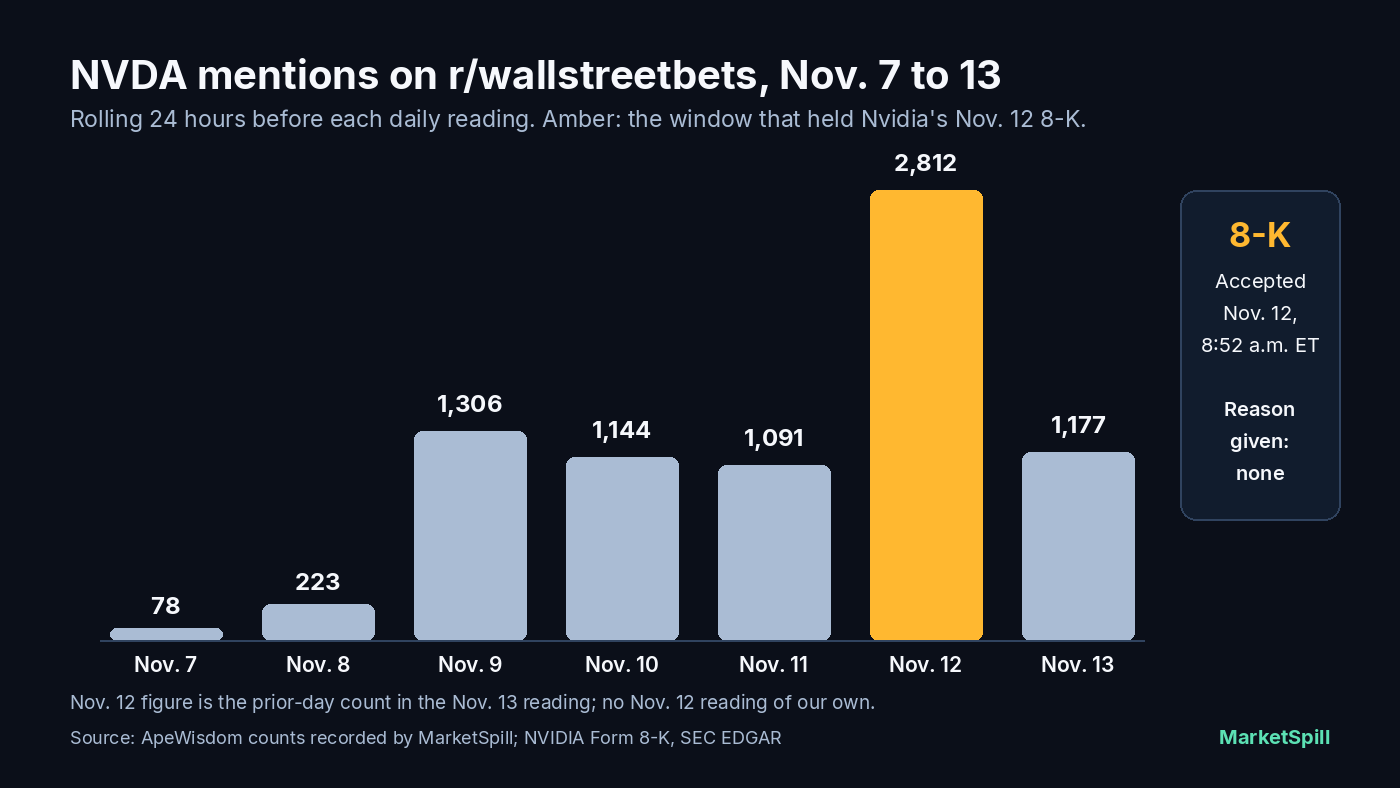 NVDA mentions on r/wallstreetbets, Nov. 7 to 13
Rolling 24 hours before each daily reading. Amber: the window that held Nvidia's Nov. 12 8-K.
78
223
1,306
1,144
1,091
2,812
1,177
Nov. 7
Nov. 8
Nov. 9
Nov. 10
Nov. 11
Nov. 12
Nov. 13
8-K
Accepted
Nov. 12,
8:52 a.m. ET
Reason
given:
none
Nov. 12 figure is the prior-day count in the Nov. 13 reading; no Nov. 12 reading of our own.
Source: ApeWisdom counts recorded by MarketSpill; NVIDIA Form 8-K, SEC EDGAR
MarketSpill